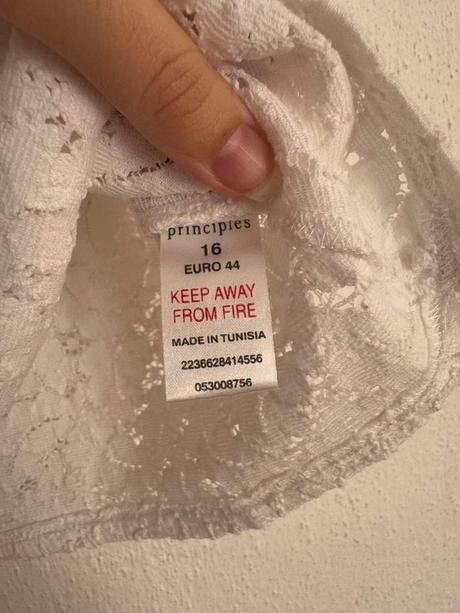 principles
16
EURO 44
KEEP AWAY
FROM FIRE
MADE IN TUNISIA
2236628414556
053008756